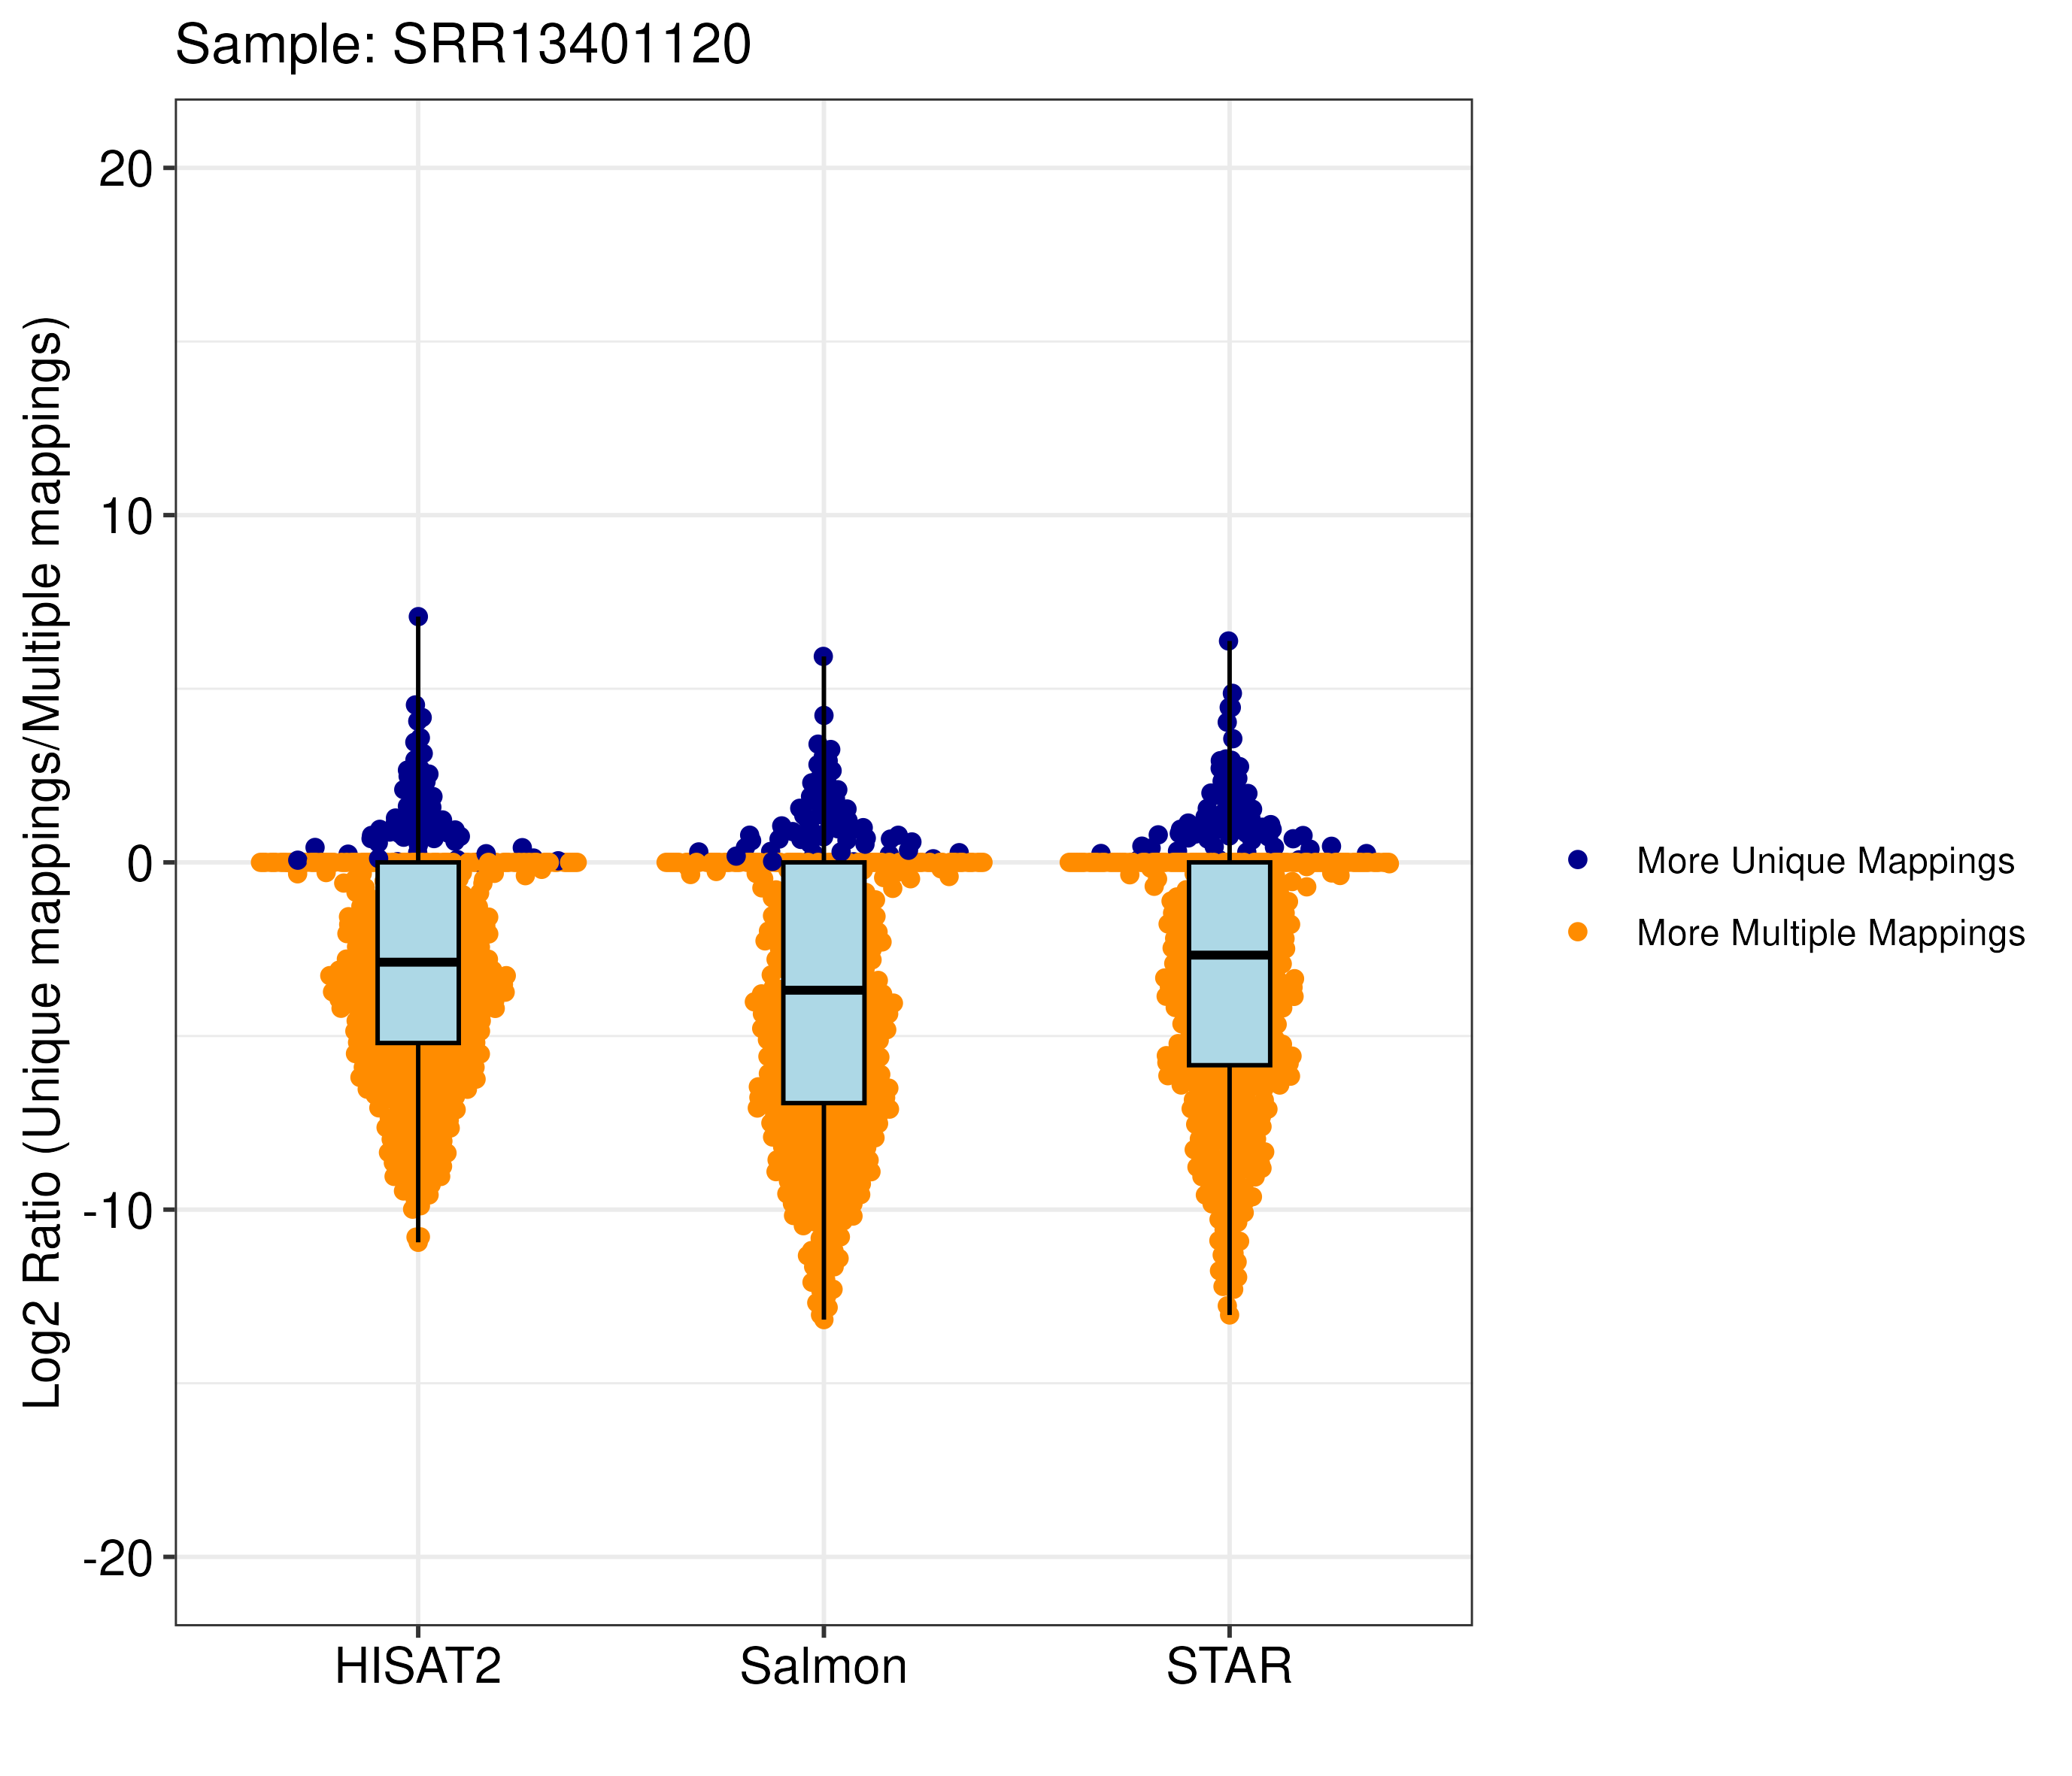 Sample: SRR13401120
Log2 Ratio (Unique mappings/Multiple mappings)
20
10
0
-10
-20
HISAT2
Salmon
STAR
More Unique Mappings
More Multiple Mappings